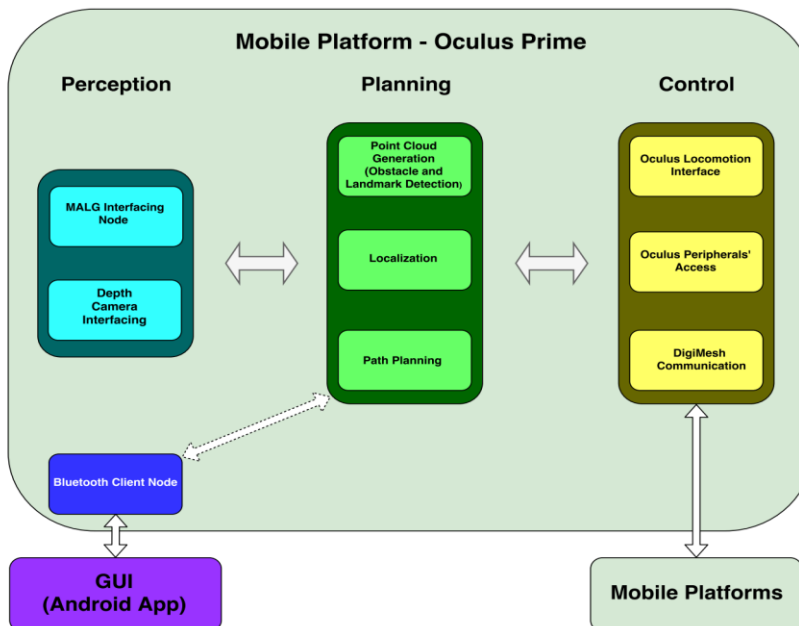 Mobile Platform - Oculus Prime
Perception
Planning
Control
MALG Interfacing
Node
Depth
Camera
Interfacing
Point Cloud
Generation
(Obstacle and
Landmark Detection)
Localization
Path Planning
Oculus Locomotion
Interface
Oculus Peripherals'
Access
DigiMesh
Communication
Bluetooth Client Node
GUI
(Android App)
Mobile Platforms